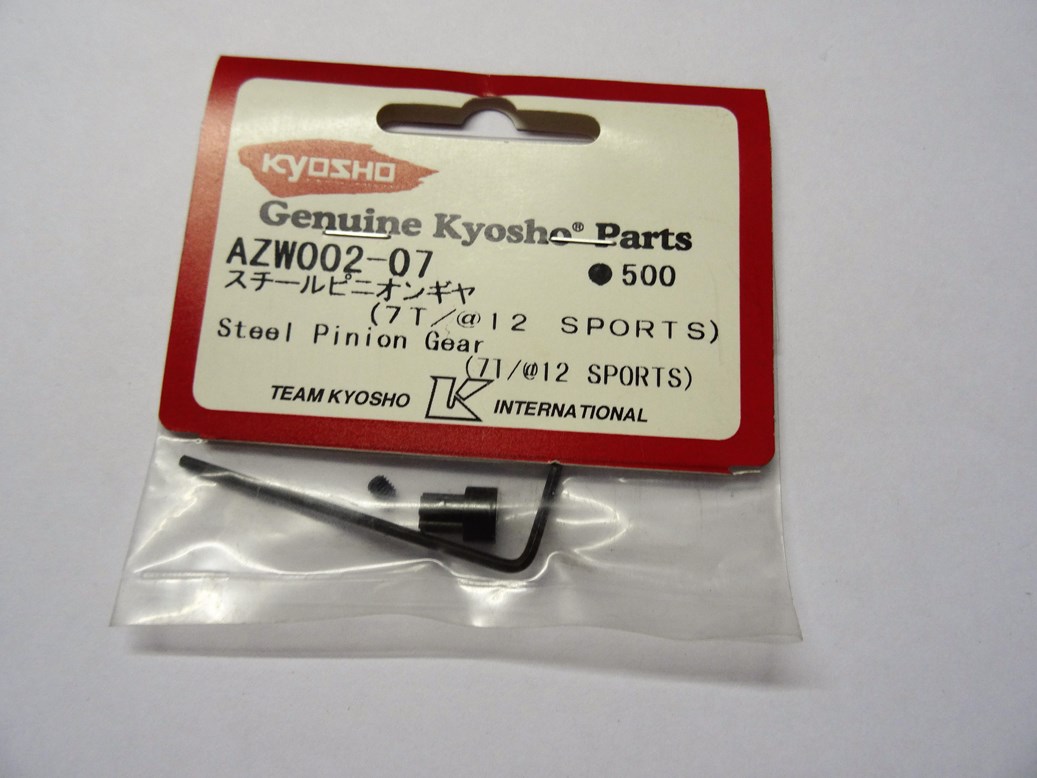 KYOSHO
Genuine Kyosho® Parts
AZW002-07 ●500
スチールピニオンギヤ
(7T/@12 SPORTS)
Steel Pinion Gear
(7T/@12 SPORTS)
TEAM KYOSHO K INTERNATIONAL